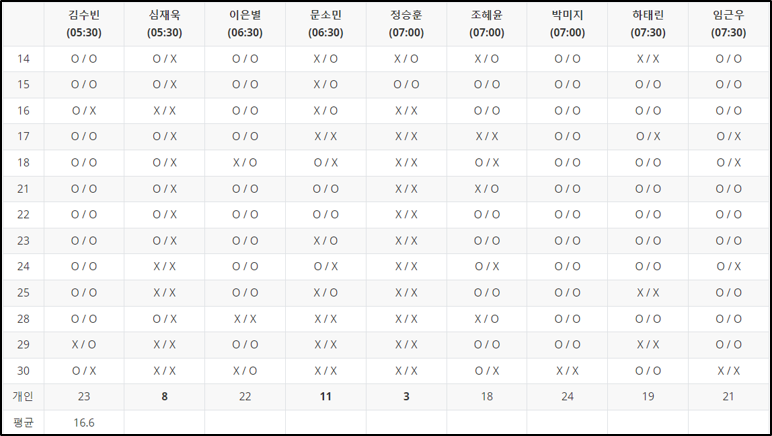 김수빈 심재욱 이은별 문소민 정승훈 조혜윤 박미지 하태린 임근우
(05:30) (05:30) (06:30) (06:30) (07:00) (07:00) (07:00) (07:30) (07:30)
14 O / O O / X O / O X / O X / O X / O O / O X / X O / O
15 O / O O / X O / O X / O O / O O / O O / O O / O O / O
16 O / X X / X O / O X / O X / X O / O O / O O / O O / O
17 O / O O / X O / O X / X X / X X / X O / O O / X O / X
18 O / O O / X X / O O / X X / X O / X O / O O / O O / X
21 O / O O / X O / O O / O X / X X / O O / O O / O O / O
22 O / O O / X O / O O / O X / X O / O O / O O / O O / O
23 O / O O / X O / O X / O X / X O / O O / O O / O O / O
24 O / O X / X O / O O / X X / X O / X O / O O / O O / X
25 O / O X / X O / O X / O X / X O / O O / O X / X O / O
28 O / O O / X X / X X / X X / X X / O O / O O / O O / O
29 X / O X / X O / O X / X X / X O / O O / O X / X O / O
30 O / X X / X X / O X / X X / X O / X X / X O / O X / X
개인 23 8 22 11 3 18 24 19 21
평균 16.6